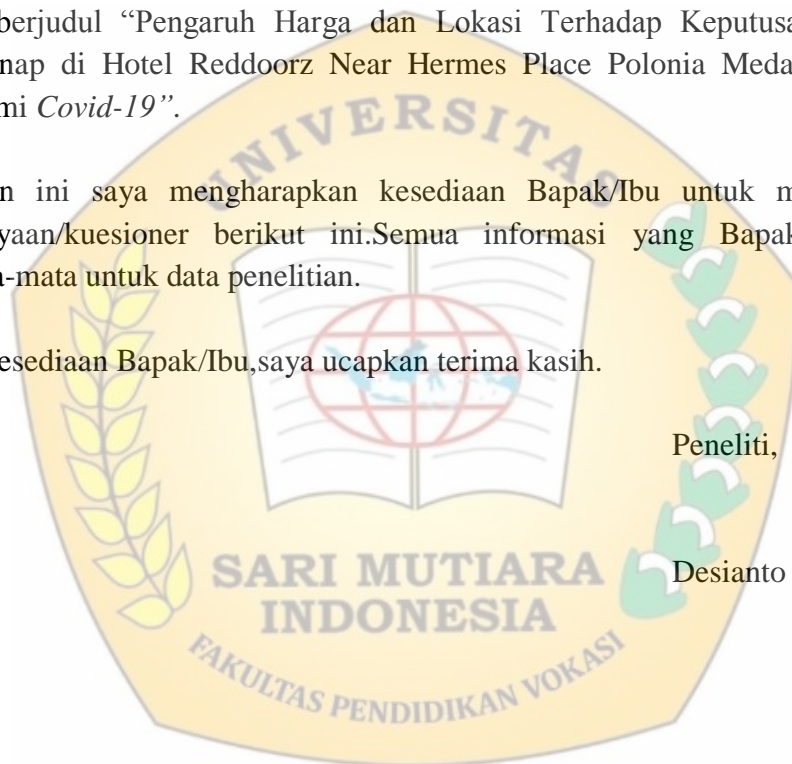 berjudul “Pengaruh Harga dan Lokasi Terhadap
nap di Hotel Reddoorz Near Hermes Place Polonia
mi Covid-19”.
UNIVERSITAS
n ini saya mengharapkan kesediaan Bapak/Ibu untuk
yaan/kuesioner berikut ini.Semua informasi yang Bapak
a-mata untuk data penelitian.
esediaan Bapak/Ibu,saya ucapkan terima kasih.
Peneliti,
SARI MUTIARA
INDONESIA
Desianto
FAKULTAS PENDIDIKAN VOKASI